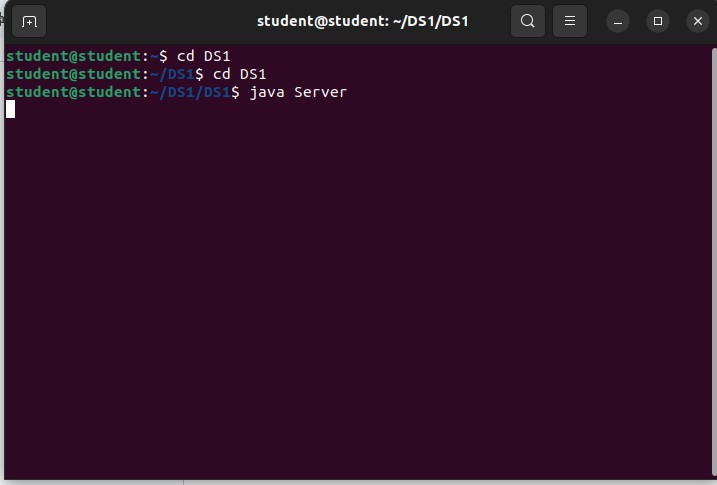 student@student: ~/DS1/DS1
student@student:~$ cd DS1
student@student:~/DS1$ cd DS1
student@student:~/DS1/DS1$ java Server